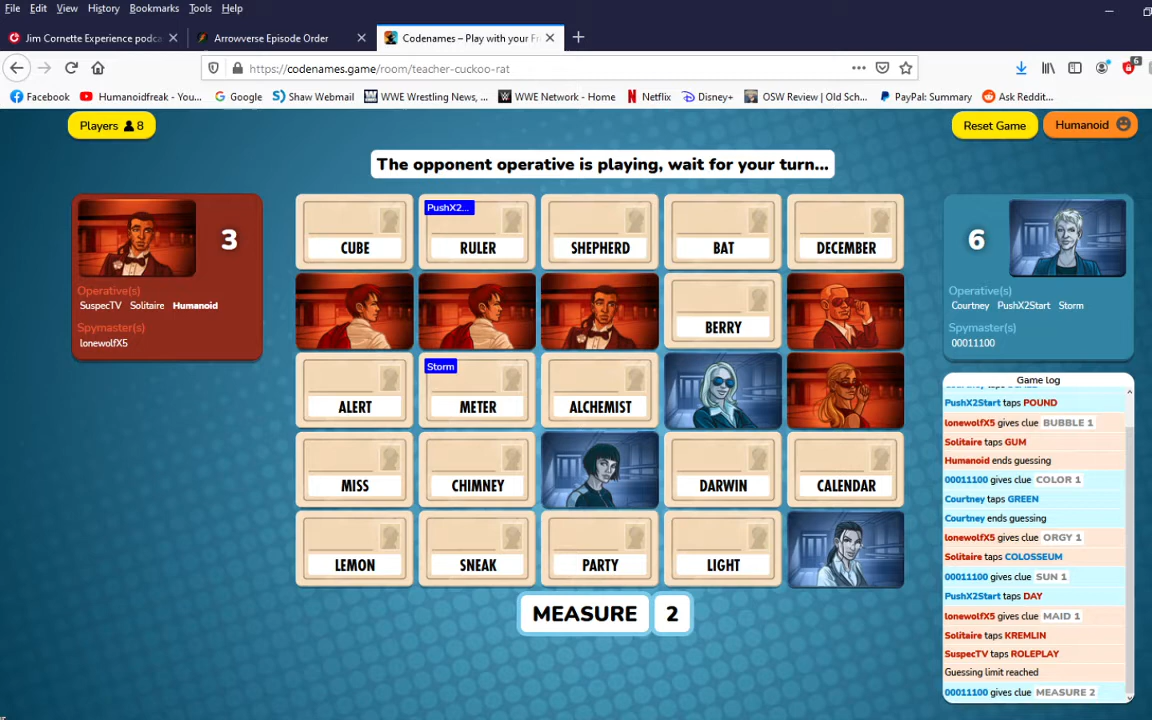 File Edit View History Bookmarks Tools Help
Jim Cornette Experience podca
Arrowverse Episode Order
Codenames – Play with your Fr
https://codenames.game/room/teacher-cuckoo-rat
6
Facebook Humanoidfreak - You... Google Shaw Webmail WWE Wrestling News, ... WWE Network - Home Netflix Disney+ OSW Review | Old Sch... PayPal: Summary Ask Reddit...
Players 8
Reset Game
Humanoid
The opponent operative is playing, wait for your turn...
3
Operative(s)
SuspecTV Solitaire Humanoid
Spymaster(s)
lonewolfX5
PushX2...
CUBE RULER SHEPHERD BAT DECEMBER
BERRY
Storm
ALERT METER ALCHEMIST
MISS CHIMNEY DARWIN CALENDAR
LEMON SNEAK PARTY LIGHT
MEASURE 2
6
Operative(s)
Courtney PushX2Start Storm
Spymaster(s)
00011100
Game log
PushX2Start taps POUND
lonewolfX5 gives clue BUBBLE 1
Solitaire taps GUM
Humanoid ends guessing
00011100 gives clue COLOR 1
Courtney taps GREEN
Courtney ends guessing
lonewolfX5 gives clue ORGY 1
Solitaire taps COLOSSEUM
00011100 gives clue SUN 1
PushX2Start taps DAY
lonewolfX5 gives clue MAID 1
Solitaire taps KREMLIN
SuspecTV taps ROLEPLAY
Guessing limit reached
00011100 gives clue MEASURE 2